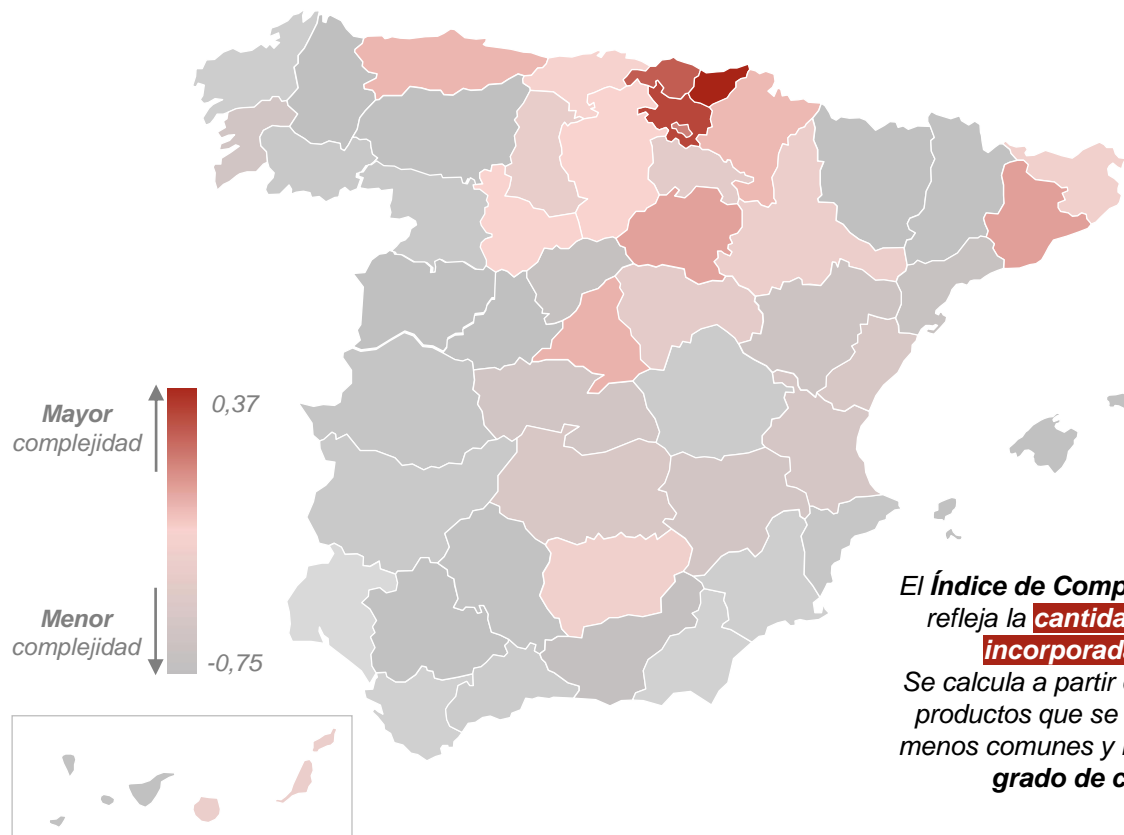 Mayor
complejidad
0,37
Menor
complejidad
-0,75
El Índice de Comp
refleja la cantida
incorporad
Se calcula a partir
productos que se
menos comunes y
grado de c